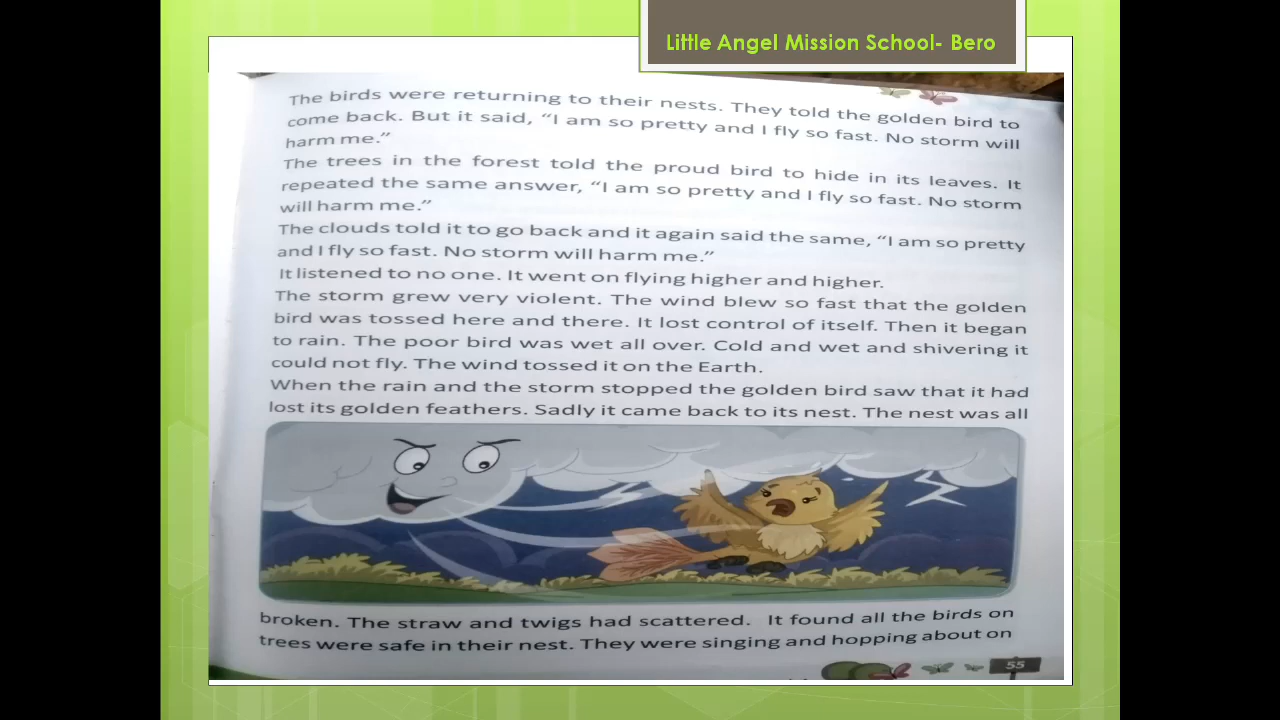 Little Angel Mission School- Bero
The birds were returning to their nests. They told the golden bird to
come back. But it said, “I am so pretty and I fly so fast. No storm will
harm me.”
The trees in the forest told the proud bird to hide in its leaves. It
repeated the same answer, “I am so pretty and I fly so fast. No storm
will harm me.”
The clouds told it to go back and it again said the same, “I am so pretty
and I fly so fast. No storm will harm me.”
It listened to no one. It went on flying higher and higher.
The storm grew very violent. The wind blew so fast that the golden
bird was tossed here and there. It lost control of itself. Then it began
to rain. The poor bird was wet all over. Cold and wet and shivering it
could not fly. The wind tossed it on the Earth.
When the rain and the storm stopped the golden bird saw that it had
lost its golden feathers. Sadly it came back to its nest. The nest was all
broken. The straw and twigs had scattered. It found all the birds on
trees were safe in their nest. They were singing and hopping about on
55